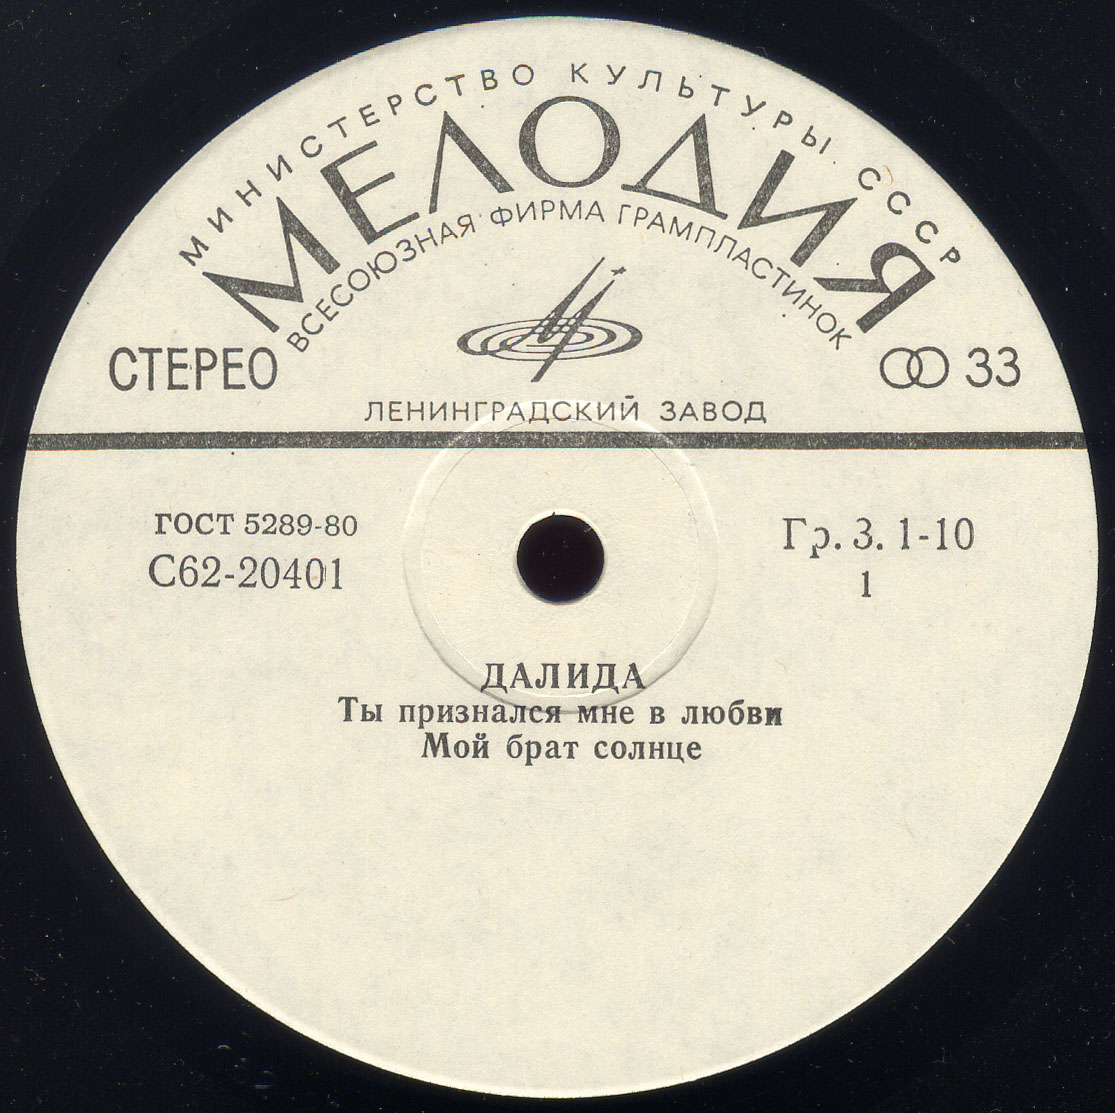 МИНИСТЕРСТВО КУЛЬТУРЫ СССР
МЕЛОДИЯ
ВСЕСОЮЗНАЯ ФИРМА ГРАМПЛАСТИНОК
СТЕРЕО
33
ЛЕНИНГРАДСКИЙ ЗАВОД
ГОСТ 5289-80
С62-20401
Гр. 3. 1-10
1
ДАЛИДА
Ты признался мне в любви
Мой брат солнце